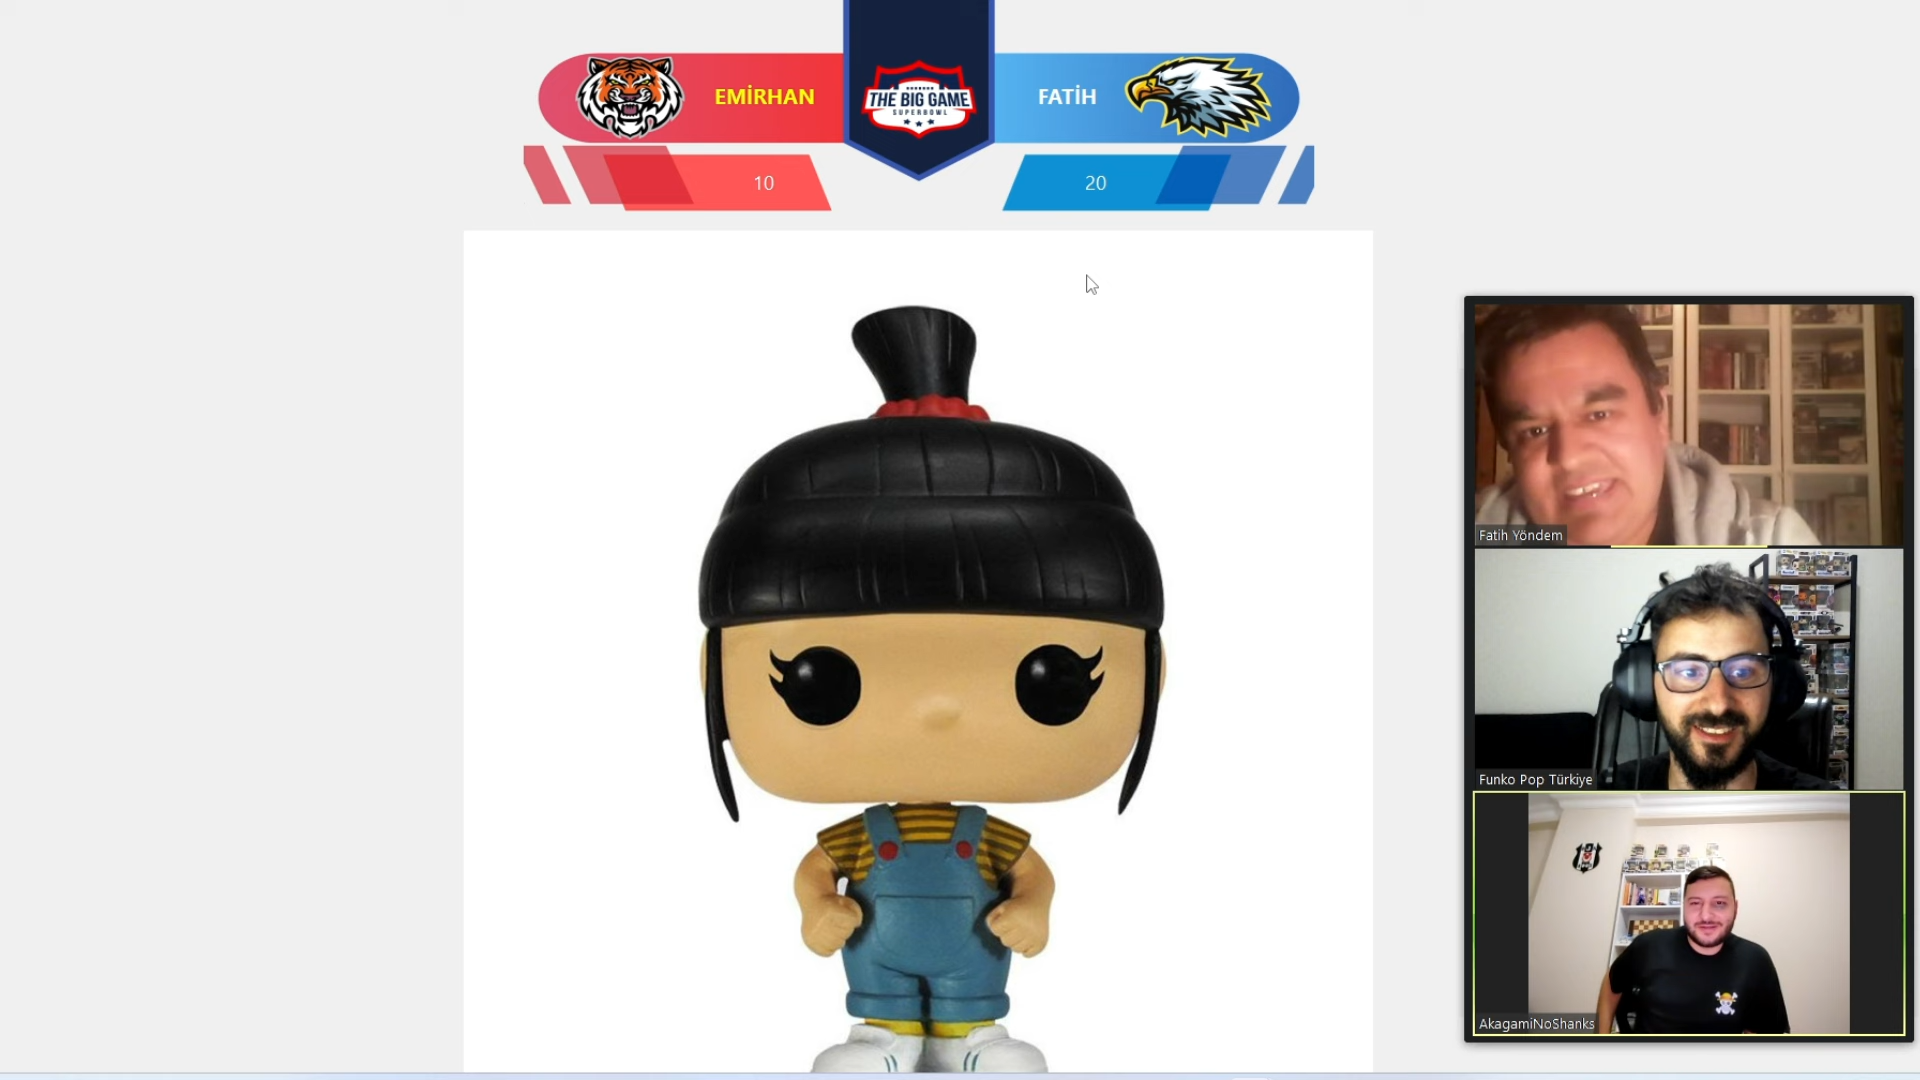 EMİRHAN
THE BIG GAME
SUPERBOWL
FATİH
10
20
Fatih Yöndem
Funko Pop Türkiye
AkagamiNoShanks